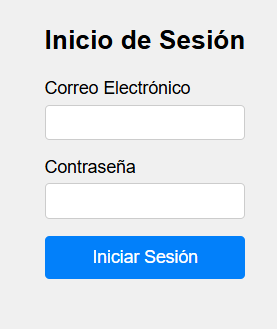 Inicio de Sesión
Correo Electrónico
Contraseña
Iniciar Sesión